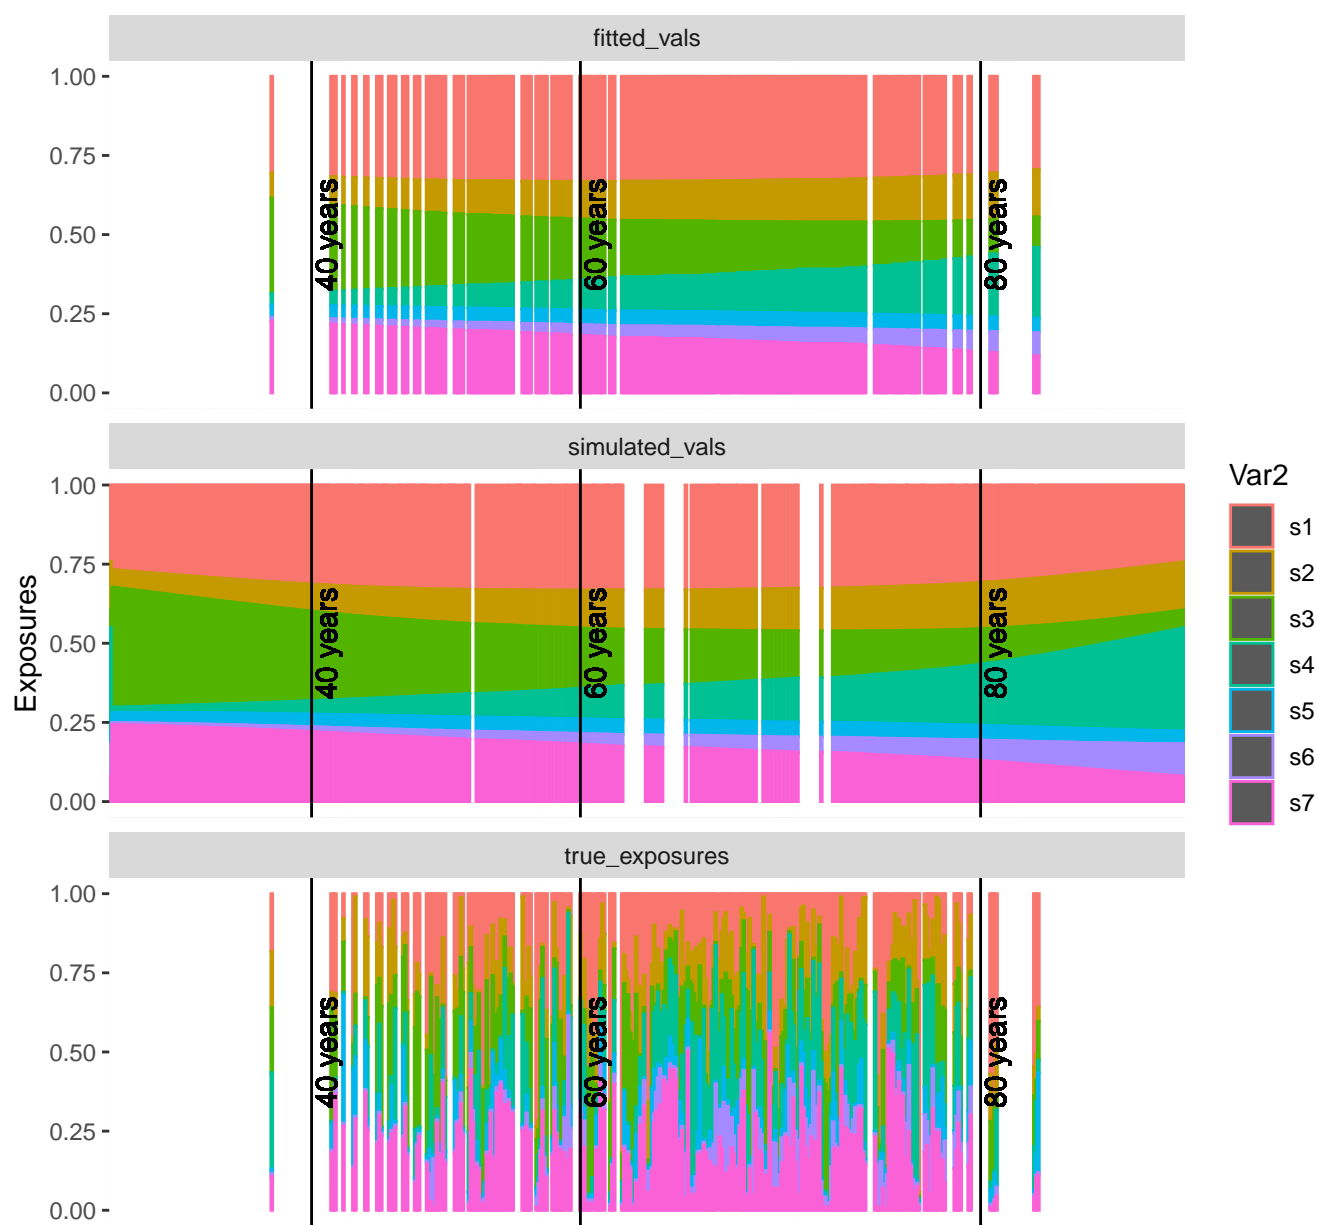 fitted_vals
1.00
0.75
0.50
0.25
0.00
40 years
60 years
80 years
simulated_vals
1.00
0.75
0.50
0.25
0.00
40 years
60 years
80 years
Exposures
true_exposures
1.00
0.75
0.50
0.25
0.00
40 years
60 years
80 years
Var2
s1
s2
s3
s4
s5
s6
s7